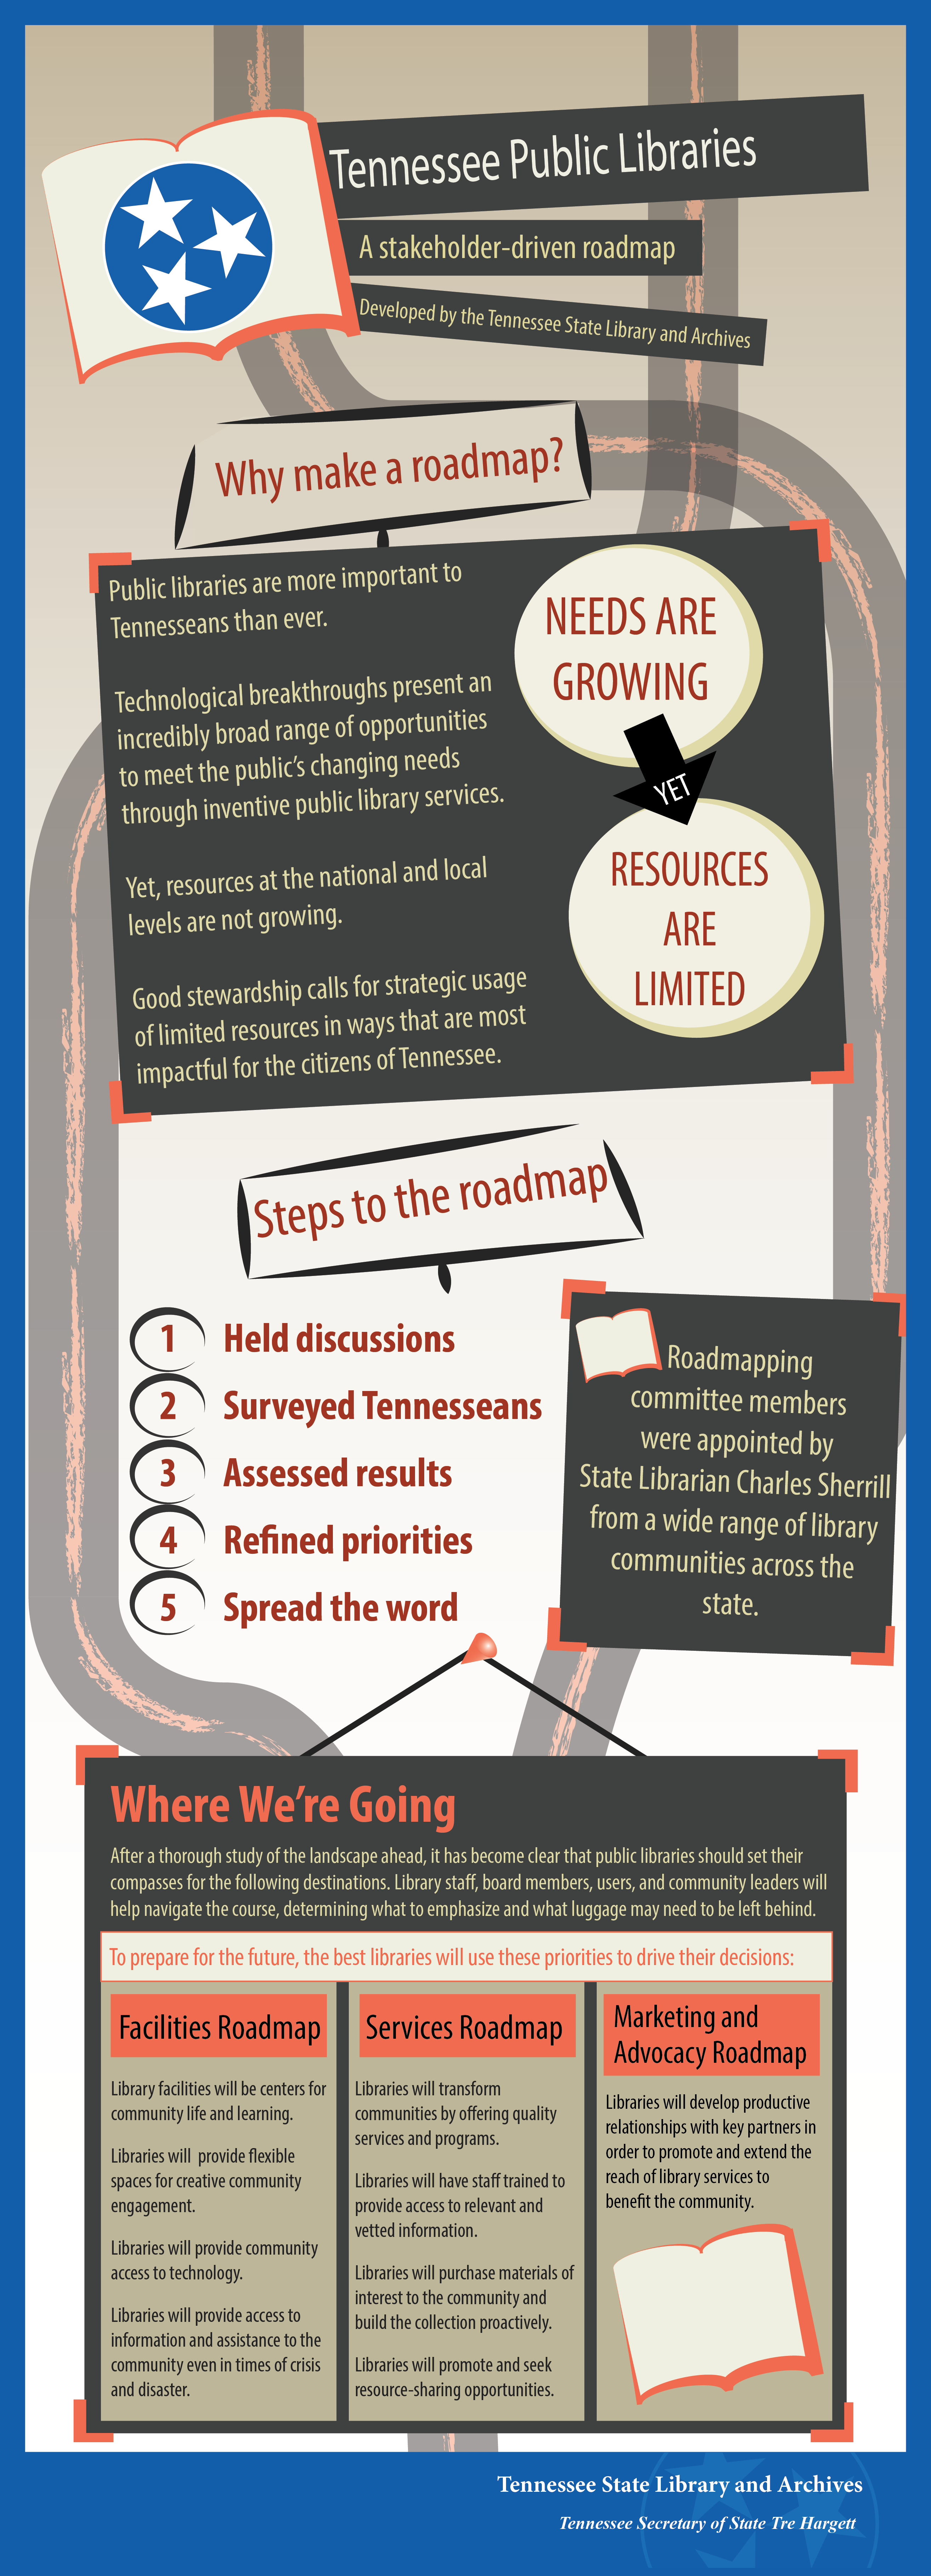 Tennessee Public Libraries
A stakeholder-driven roadmap
Developed by the Tennessee State Library and Archives
Why make a roadmap?
Public libraries are more important to
Tennesseans than ever.
Technological breakthroughs present an
incredibly broad range of opportunities
to meet the public's changing needs
through inventive public library services.
Yet, resources at the national and local
levels are not growing.
Good stewardship calls for strategic usage
of limited resources in ways that are most
impactful for the citizens of Tennessee.
NEEDS ARE
GROWING
YET
RESOURCES
ARE
LIMITED
Steps to the roadmap
1 Held discussions
2 Surveyed Tennesseans
3 Assessed results
4 Refined priorities
5 Spread the word
Roadmapping
committee members
were appointed by
State Librarian Charles Sherrill
from a wide range of library
communities across the
state.
Where We're Going
After a thorough study of the landscape ahead, it has become clear that public libraries should set their
compasses for the following destinations. Library staff, board members, users, and community leaders will
help navigate the course, determining what to emphasize and what luggage may need to be left behind.
To prepare for the future, the best libraries will use these priorities to drive their decisions:
Facilities Roadmap
Library facilities will be centers for
community life and learning.
Libraries will provide flexible
spaces for creative community
engagement.
Libraries will provide community
access to technology.
Libraries will provide access to
information and assistance to the
community even in times of crisis
and disaster.
Services Roadmap
Libraries will transform
communities by offering quality
services and programs.
Libraries will have staff trained to
provide access to relevant and
vetted information.
Libraries will purchase materials of
interest to the community and
build the collection proactively.
Libraries will promote and seek
resource-sharing opportunities.
Marketing and
Advocacy Roadmap
Libraries will develop productive
relationships with key partners in
order to promote and extend the
reach of library services to
benefit the community.
Tennessee State Library and Archives
Tennessee Secretary of State Tre Hargett